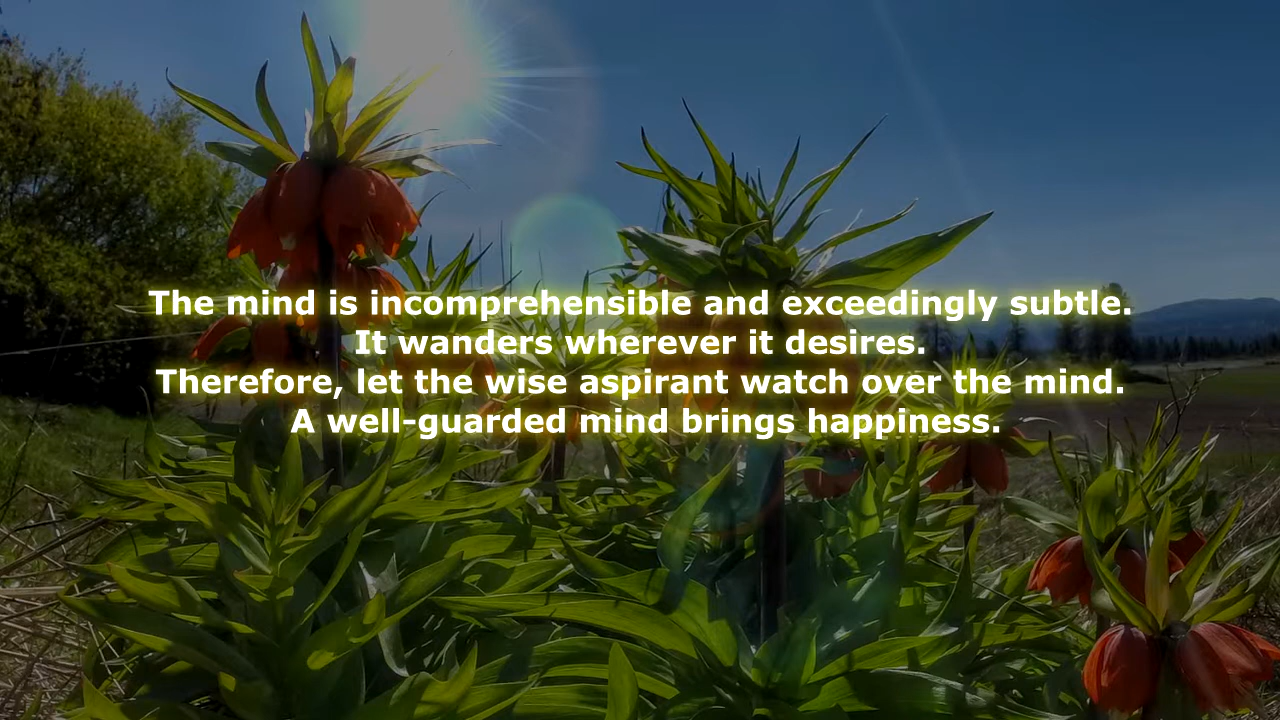 The mind is incomprehensible and exceedingly subtle.
It wanders wherever it desires.
Therefore, let the wise aspirant watch over the mind.
A well-guarded mind brings happiness.